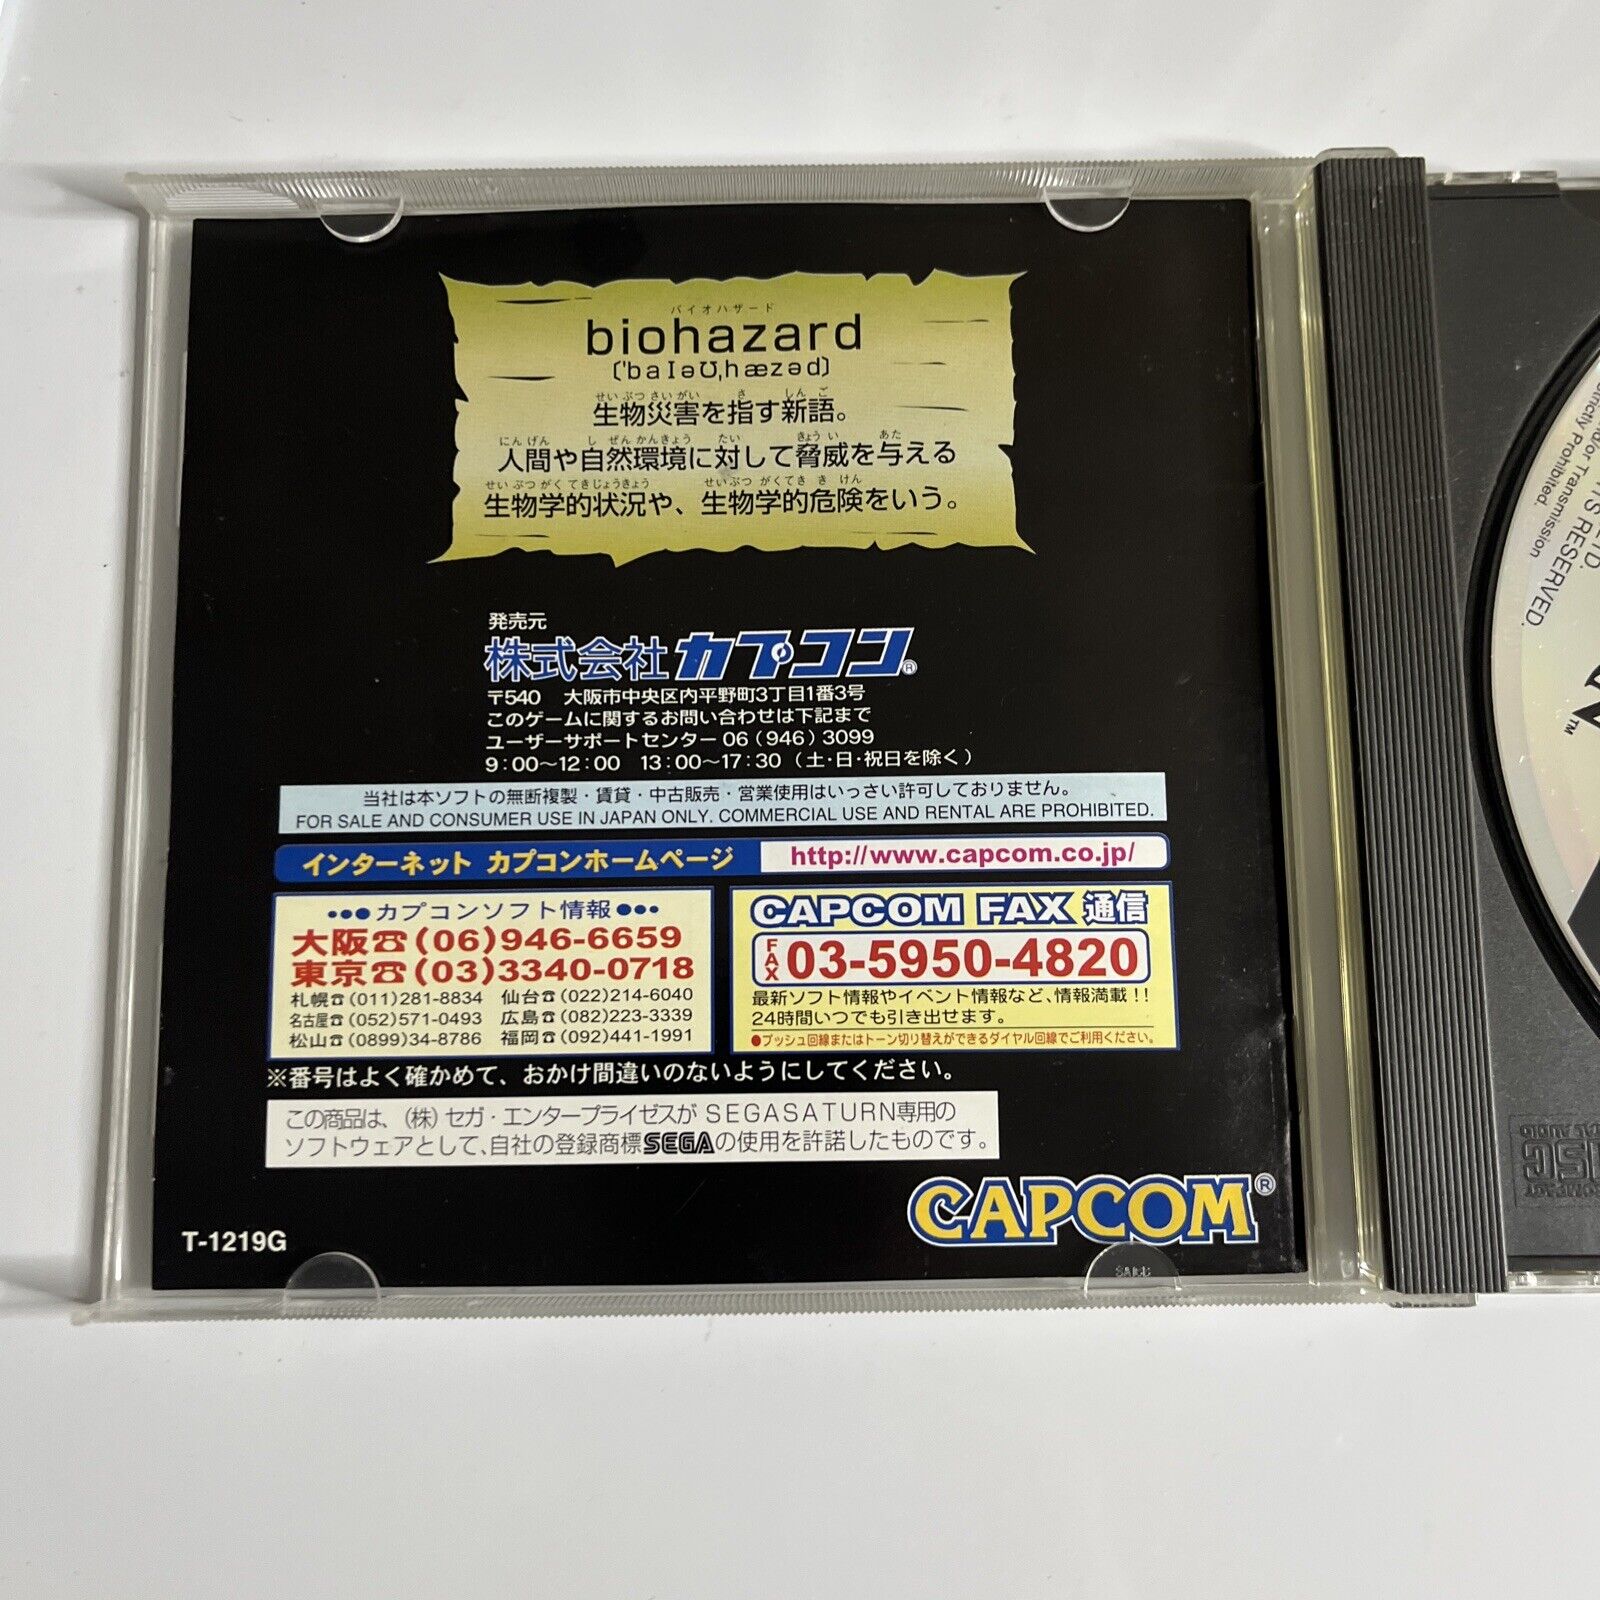 バイオハザード
biohazard
('baIəʊ,hæzəd)
せいぶつさいがい さ しんご
生物災害を指す新語。
にんげん しぜんかんきょう たい きょうい あた
人間や自然環境に対して脅威を与える
せいぶつがくてきじょうきょう せいぶつがくてききけん
生物学的状況や、生物学的危険をいう。
発売元
株式会社カプコン®
〒540 大阪市中央区内平野町3丁目1番3号
このゲームに関するお問い合わせは下記まで
ユーザーサポートセンター 06(946)3099
9:00〜12:00 13:00〜17:30(土・日・祝日を除く)
当社は本ソフトの無断複製・賃貸・中古販売・営業使用はいっさい許可しておりません。
FOR SALE AND CONSUMER USE IN JAPAN ONLY. COMMERCIAL USE AND RENTAL ARE PROHIBITED.
インターネット カプコンホームページ http://www.capcom.co.jp/
•●●カプコンソフト情報●●•
大阪☎(06)946-6659
東京☎(03)3340-0718
札幌☎(011)281-8834 仙台☎(022)214-6040
名古屋☎(052)571-0493 広島☎(082)223-3339
松山☎(0899)34-8786 福岡☎(092)441-1991
CAPCOM FAX 通信
FAX 03-5950-4820
最新ソフト情報やイベント情報など、情報満載!!
24時間いつでも引き出せます。
●プッシュ回線またはトーン切り替えができるダイヤル回線でご利用ください。
※番号はよく確かめて、おかけ間違いのないようにしてください。
この商品は、(株)セガ・エンタープライゼスが SEGASATURN専用の
ソフトウェアとして、自社の登録商標SEGAの使用を許諾したものです。
CAPCOM®
T-1219G
Strictly Prohibited.
and/or Transmission
LTD.
RESERVED.
TM